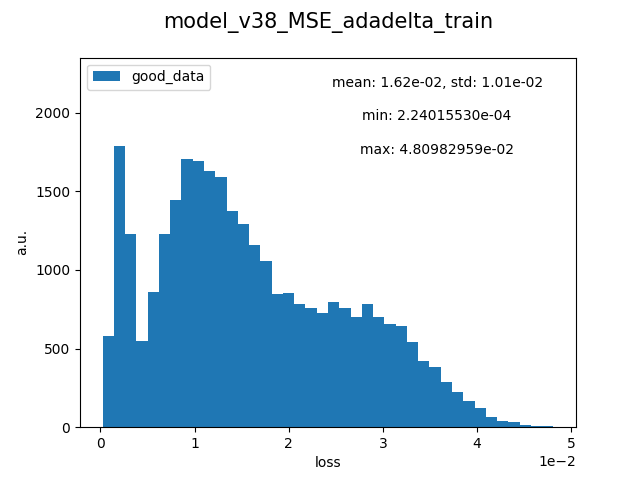 model_v38_MSE_adadelta_train
good_data
mean: 1.62e-02, std: 1.01e-02
min: 2.24015530e-04
max: 4.80982959e-02
a.u.
2000
1500
1000
500
0
0 1 2 3 4 5
1e−2
loss